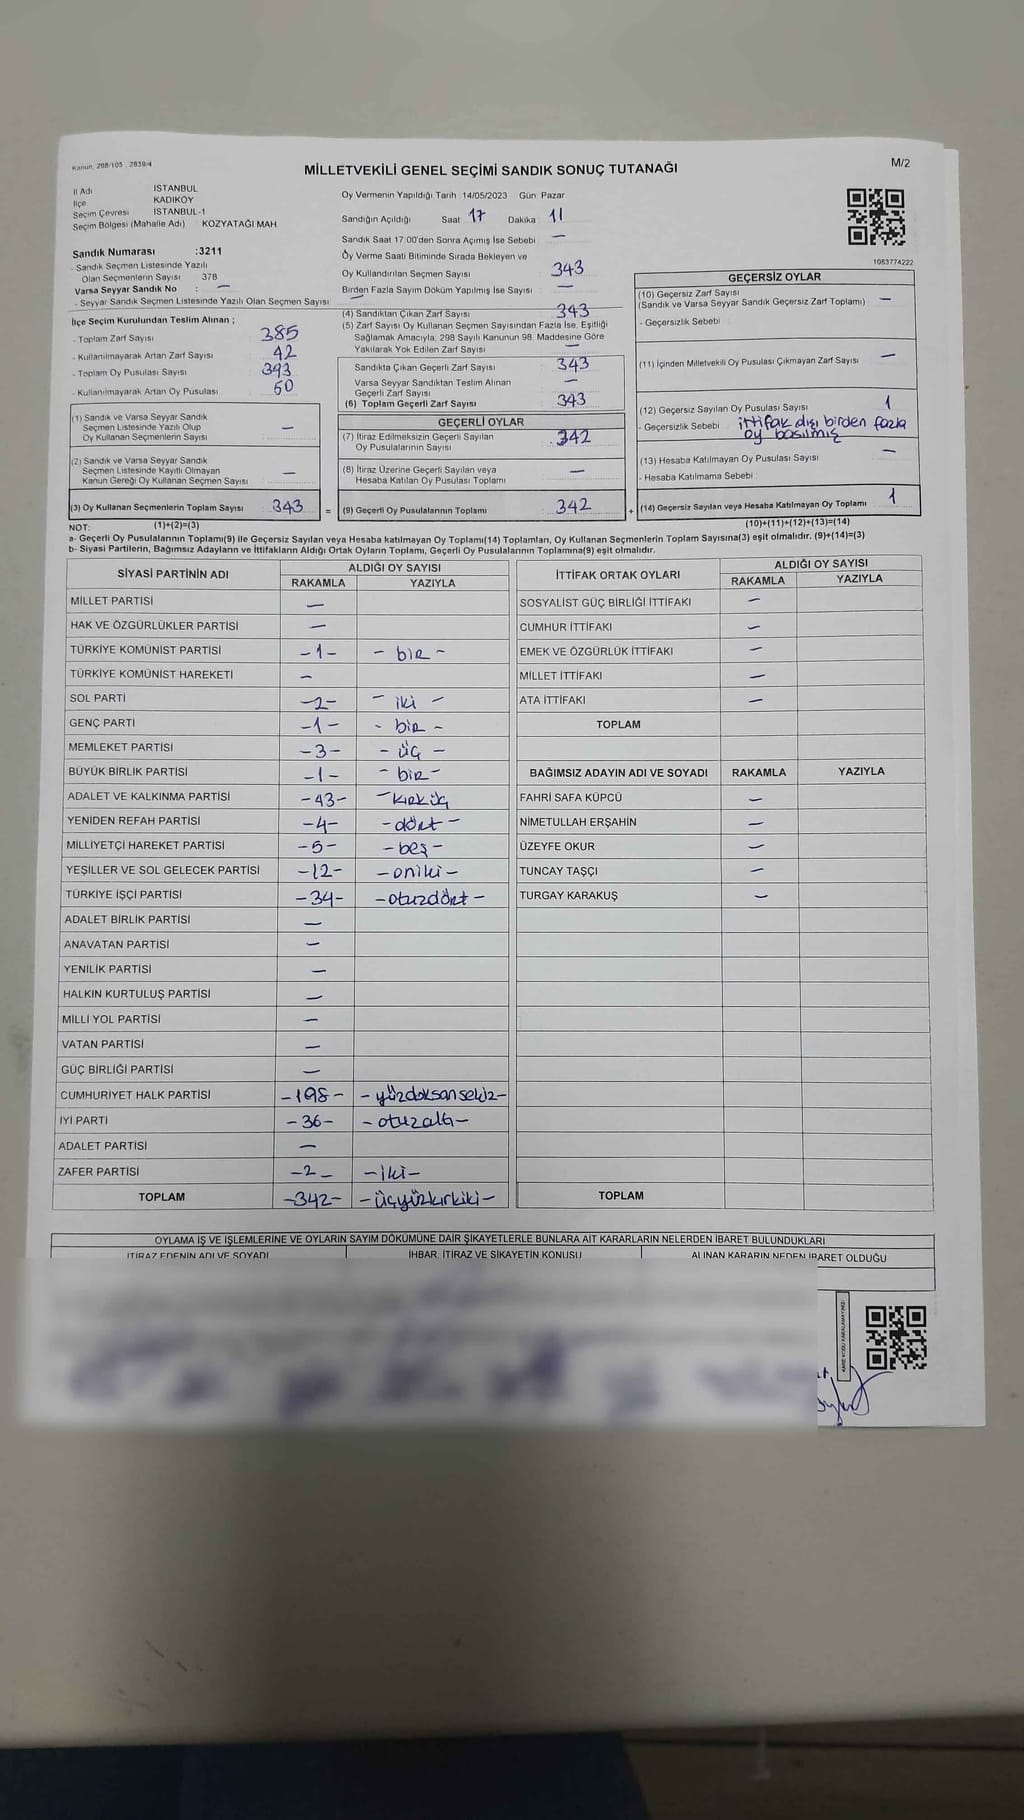 Kanun: 298/105 , 2839/4
MİLLETVEKİLİ GENEL SEÇİMİ SANDIK SONUÇ TUTANAĞI
M/2
İl Adı İSTANBUL
İlçe KADIKÖY
Seçim Çevresi İSTANBUL-1
Seçim Bölgesi (Mahalle Adı) KOZYATAĞI MAH
Sandık Numarası :3211
- Sandık Seçmen Listesinde Yazılı
Olan Seçmenlerin Sayısı 378
Varsa Seyyar Sandık No : —
- Seyyar Sandık Seçmen Listesinde Yazılı Olan Seçmen Sayısı —
İlçe Seçim Kurulundan Teslim Alınan ;
- Toplam Zarf Sayısı 385
- Kullanılmayarak Artan Zarf Sayısı 42
- Toplam Oy Pusulası Sayısı 393
- Kullanılmayarak Artan Oy Pusulası 50
(1) Sandık ve Varsa Seyyar Sandık
Seçmen Listesinde Yazılı Olup
Oy Kullanan Seçmenlerin Sayısı —
(2) Sandık ve Varsa Seyyar Sandık
Seçmen Listesinde Kayıtlı Olmayan
Kanun Gereği Oy Kullanan Seçmen Sayısı —
(3) Oy Kullanan Seçmenlerin Toplam Sayısı 343
Oy Vermenin Yapıldığı Tarih : 14/05/2023 Gün: Pazar
Sandığın Açıldığı Saat 17 Dakika 11
Sandık Saat 17:00'den Sonra Açımış İse Sebebi —
Oy Verme Saati Bitiminde Sırada Bekleyen ve
Oy Kullandırılan Seçmen Sayısı 343
Birden Fazla Sayım Döküm Yapılmış İse Sayısı —
(4) Sandıktan Çıkan Zarf Sayısı 343
(5) Zarf Sayısı Oy Kullanan Seçmen Sayısından Fazla İse, Eşitliği
Sağlamak Amacıyla; 298 Sayılı Kanunun 98. Maddesine Göre
Yakılarak Yok Edilen Zarf Sayısı —
Sandıkta Çıkan Geçerli Zarf Sayısı 343
Varsa Seyyar Sandıktan Teslim Alınan
Geçerli Zarf Sayısı —
(6) Toplam Geçerli Zarf Sayısı 343
GEÇERLİ OYLAR
(7) İtiraz Edilmeksizin Geçerli Sayılan
Oy Pusulalarının Sayısı 342
(8) İtiraz Üzerine Geçerli Sayılan veya
Hesaba Katılan Oy Pusulası Toplamı —
= (9) Geçerli Oy Pusulalarının Toplamı 342 +
1083774222
GEÇERSİZ OYLAR
(10) Geçersiz Zarf Sayısı
(Sandık ve Varsa Seyyar Sandık Geçersiz Zarf Toplamı) —
- Geçersizlik Sebebi
(11) İçinden Milletvekili Oy Pusulası Çıkmayan Zarf Sayısı —
(12) Geçersiz Sayılan Oy Pusulası Sayısı 1
- Geçersizlik Sebebi : ittifak dışı birden fazla
oy basılmış
(13) Hesaba Katılmayan Oy Pusulası Sayısı —
- Hesaba Katılmama Sebebi
(14) Geçersiz Sayılan veya Hesaba Katılmayan Oy Toplamı 1
NOT: (1)+(2)=(3) (10)+(11)+(12)+(13)=(14)
a- Geçerli Oy Pusulalarının Toplamı(9) ile Geçersiz Sayılan veya Hesaba katılmayan Oy Toplamı(14) Toplamları, Oy Kullanan Seçmenlerin Toplam Sayısına(3) eşit olmalıdır. (9)+(14)=(3)
b- Siyasi Partilerin, Bağımsız Adayların ve İttifakların Aldığı Ortak Oyların Toplamı, Geçerli Oy Pusulalarının Toplamına(9) eşit olmalıdır.
SİYASİ PARTİNİN ADI ALDIĞI OY SAYISI
RAKAMLA YAZIYLA
MİLLET PARTİSİ —
HAK VE ÖZGÜRLÜKLER PARTİSİ —
TÜRKİYE KOMÜNİST PARTİSİ -1- - bir -
TÜRKİYE KOMÜNİST HAREKETİ —
SOL PARTİ -2- - iki -
GENÇ PARTİ -1- - bir -
MEMLEKET PARTİSİ -3- - üç -
BÜYÜK BİRLİK PARTİSİ -1- - bir -
ADALET VE KALKINMA PARTİSİ -43- - kırküç
YENİDEN REFAH PARTİSİ -4- - dört -
MİLLİYETÇİ HAREKET PARTİSİ -5- - beş -
YEŞİLLER VE SOL GELECEK PARTİSİ -12- - oniki -
TÜRKİYE İŞÇİ PARTİSİ -34- - otuzdört -
ADALET BİRLİK PARTİSİ —
ANAVATAN PARTİSİ —
YENİLİK PARTİSİ —
HALKIN KURTULUŞ PARTİSİ —
MİLLİ YOL PARTİSİ —
VATAN PARTİSİ —
GÜÇ BİRLİĞİ PARTİSİ —
CUMHURİYET HALK PARTİSİ -198- - yüzdoksansekiz -
İYİ PARTİ -36- - otuzaltı -
ADALET PARTİSİ —
ZAFER PARTİSİ -2- - iki -
TOPLAM -342- - üçyüzkırkiki -
İTTİFAK ORTAK OYLARI ALDIĞI OY SAYISI
RAKAMLA YAZIYLA
SOSYALİST GÜÇ BİRLİĞİ İTTİFAKI —
CUMHUR İTTİFAKI —
EMEK VE ÖZGÜRLÜK İTTİFAKI —
MİLLET İTTİFAKI —
ATA İTTİFAKI —
TOPLAM
BAĞIMSIZ ADAYIN ADI VE SOYADI RAKAMLA YAZIYLA
FAHRİ SAFA KÜPCÜ —
NİMETULLAH ERŞAHİN —
ÜZEYFE OKUR —
TUNCAY TAŞÇI —
TURGAY KARAKUŞ —
TOPLAM
OYLAMA İŞ VE İŞLEMLERİNE VE OYLARIN SAYIM DÖKÜMÜNE DAİR ŞİKAYETLERLE BUNLARA AİT KARARLARIN NELERDEN İBARET BULUNDUKLARI
İTİRAZ EDENİN ADI VE SOYADI İHBAR, İTİRAZ VE ŞİKAYETİN KONUSU ALINAN KARARIN NEDEN İBARET OLDUĞU